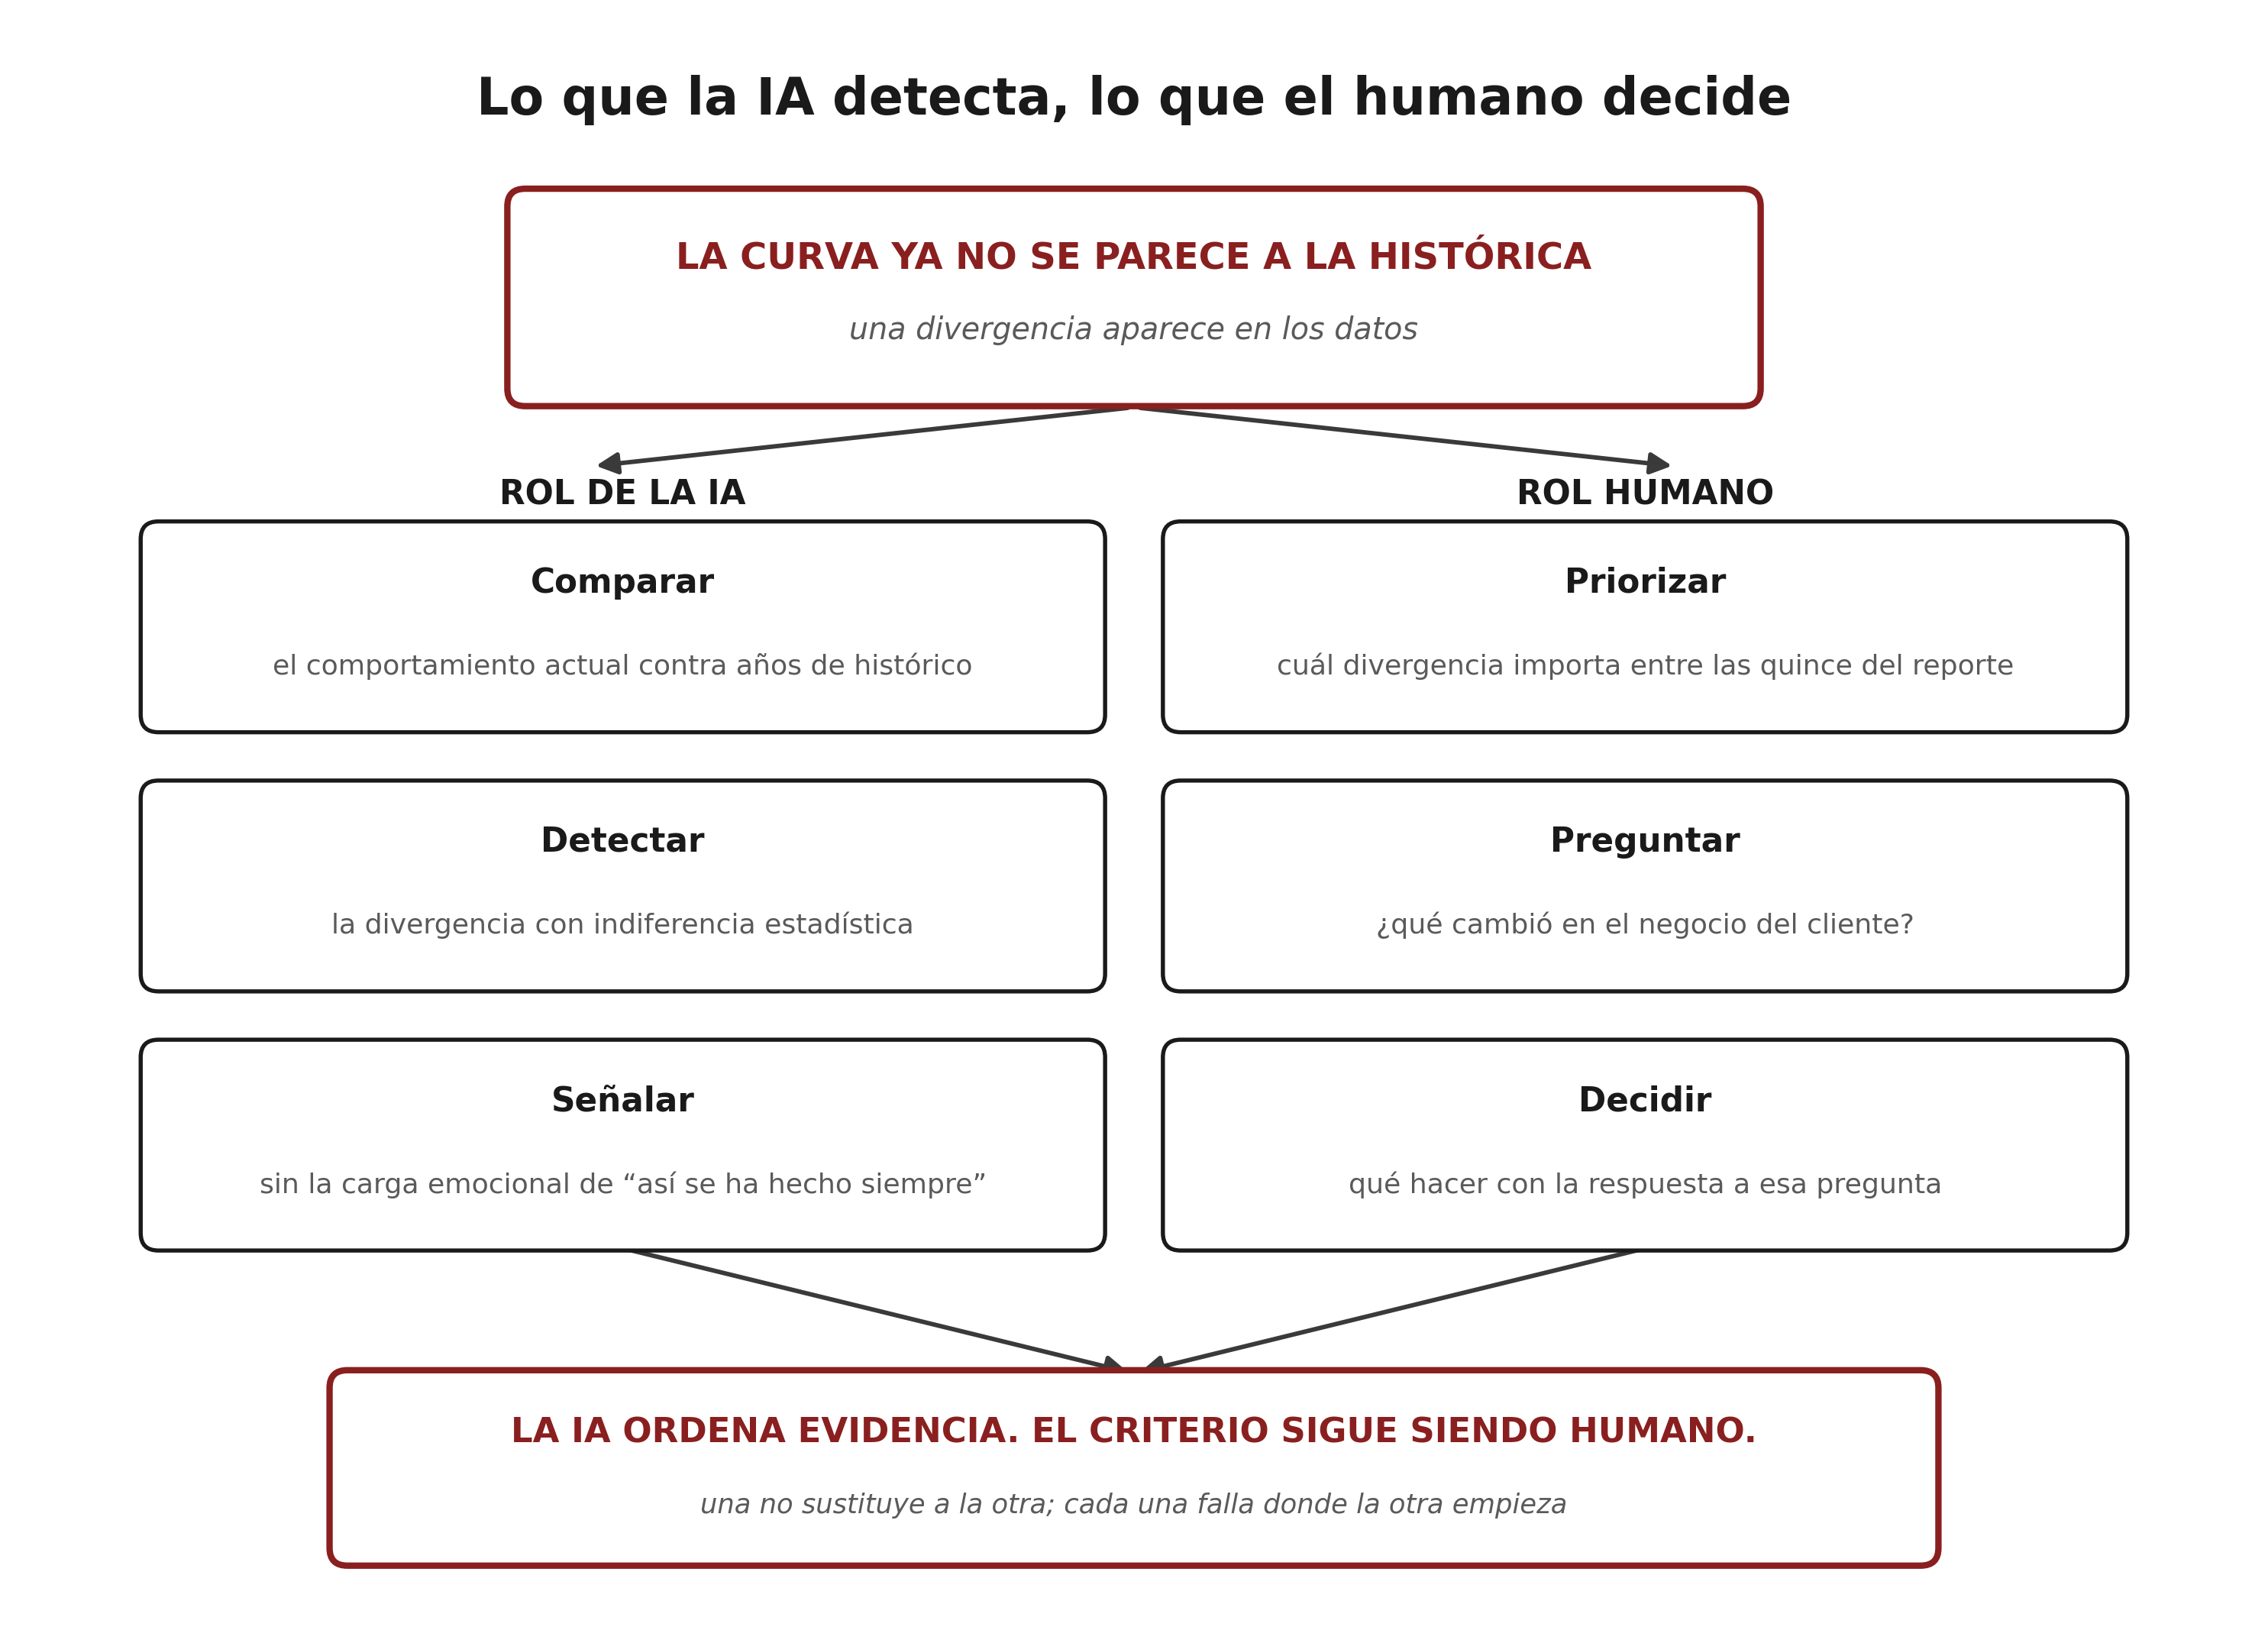 Lo que la IA detecta, lo que el humano decide
LA CURVA YA NO SE PARECE A LA HISTÓRICA
una divergencia aparece en los datos
ROL DE LA IA
Comparar
el comportamiento actual contra años de histórico
Detectar
la divergencia con indiferencia estadística
Señalar
sin la carga emocional de “así se ha hecho siempre”
ROL HUMANO
Priorizar
cuál divergencia importa entre las quince del reporte
Preguntar
¿qué cambió en el negocio del cliente?
Decidir
qué hacer con la respuesta a esa pregunta
LA IA ORDENA EVIDENCIA. EL CRITERIO SIGUE SIENDO HUMANO.
una no sustituye a la otra; cada una falla donde la otra empieza